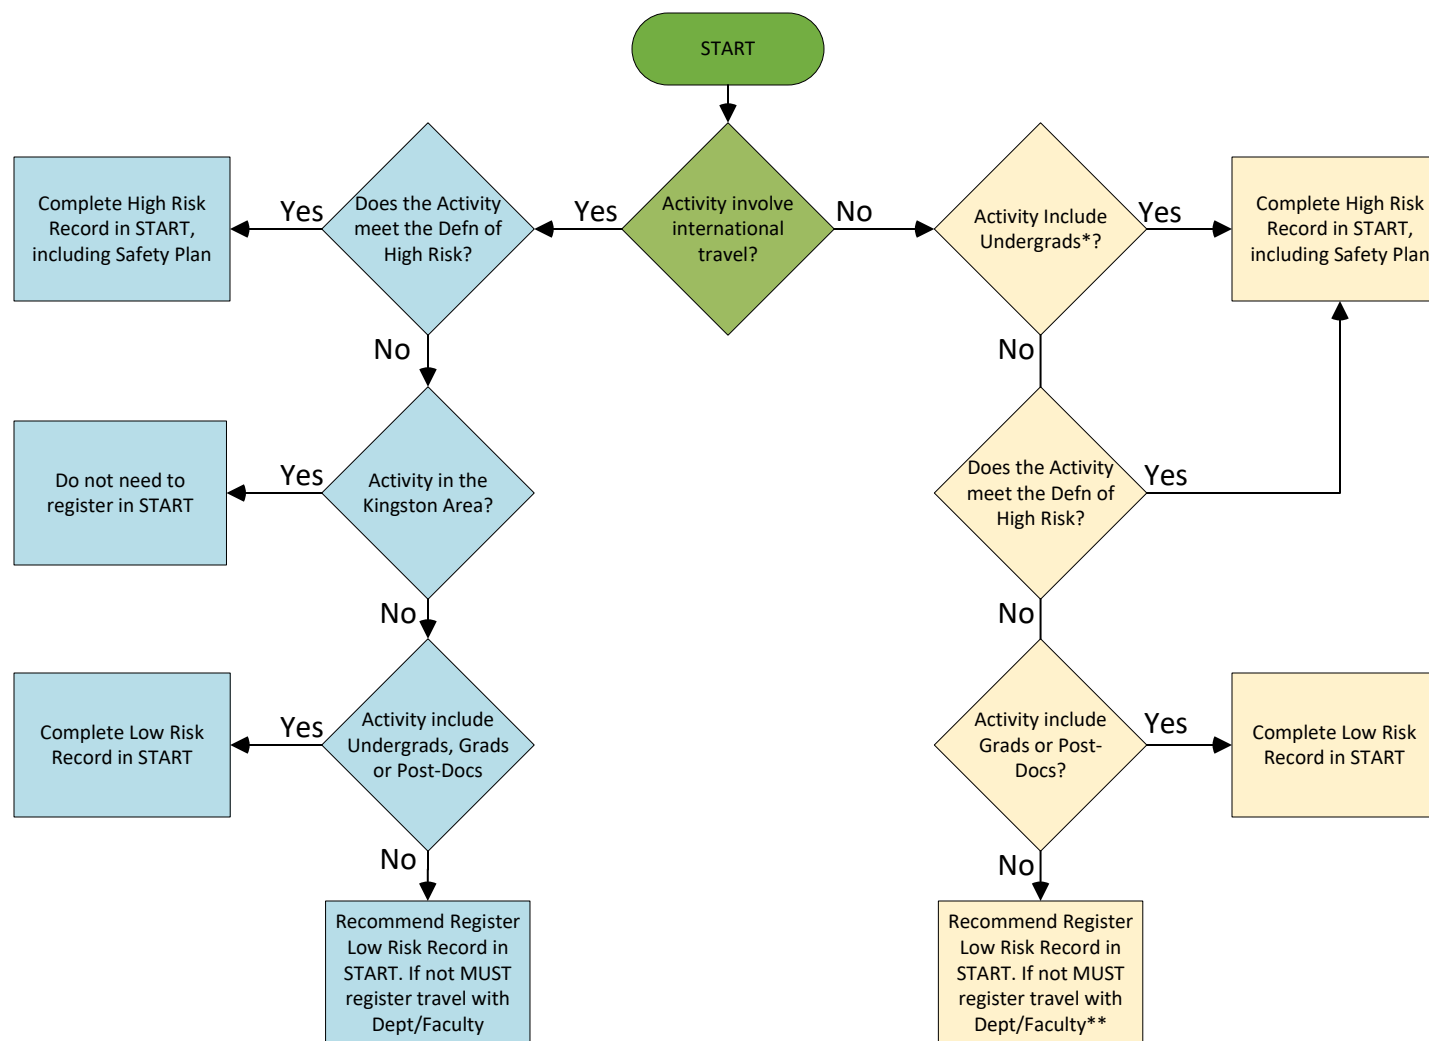 START
Complete High Risk
Record in START,
including Safety Plan
Yes
Does the Activity
meet the Defn of
High Risk?
Yes
Activity involve
international
travel?
No
Activity Include
Undergrads*?
Yes
Complete High Risk
Record in START,
including Safety Plan
No
No
Do not need to
register in START
Yes
Activity in the
Kingston Area?
Does the Activity
meet the Defn of
High Risk?
Yes
No
No
Complete Low Risk
Record in START
Yes
Activity include
Undergrads, Grads
or Post-Docs
Activity include
Grads or Post-
Docs?
Yes
Complete Low Risk
Record in START
No
No
Recommend Register
Low Risk Record in
START. If not MUST
register travel with
Dept/Faculty
Recommend Register
Low Risk Record in
START. If not MUST
register travel with
Dept/Faculty**